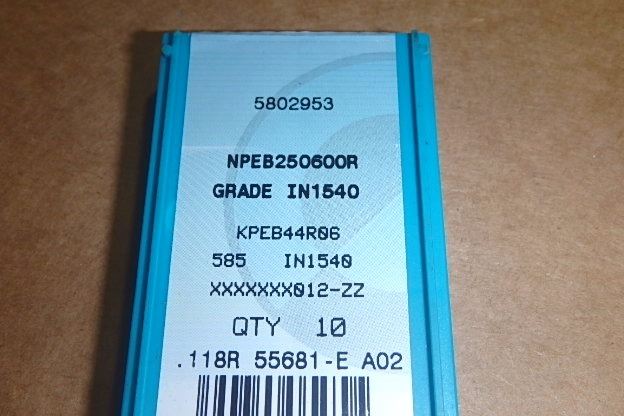 5802953
NPEB250600R
GRADE IN1540
KPEB44R06
585 IN1540
XXXXXXX012-ZZ
QTY 10
.118R 55681-E A02